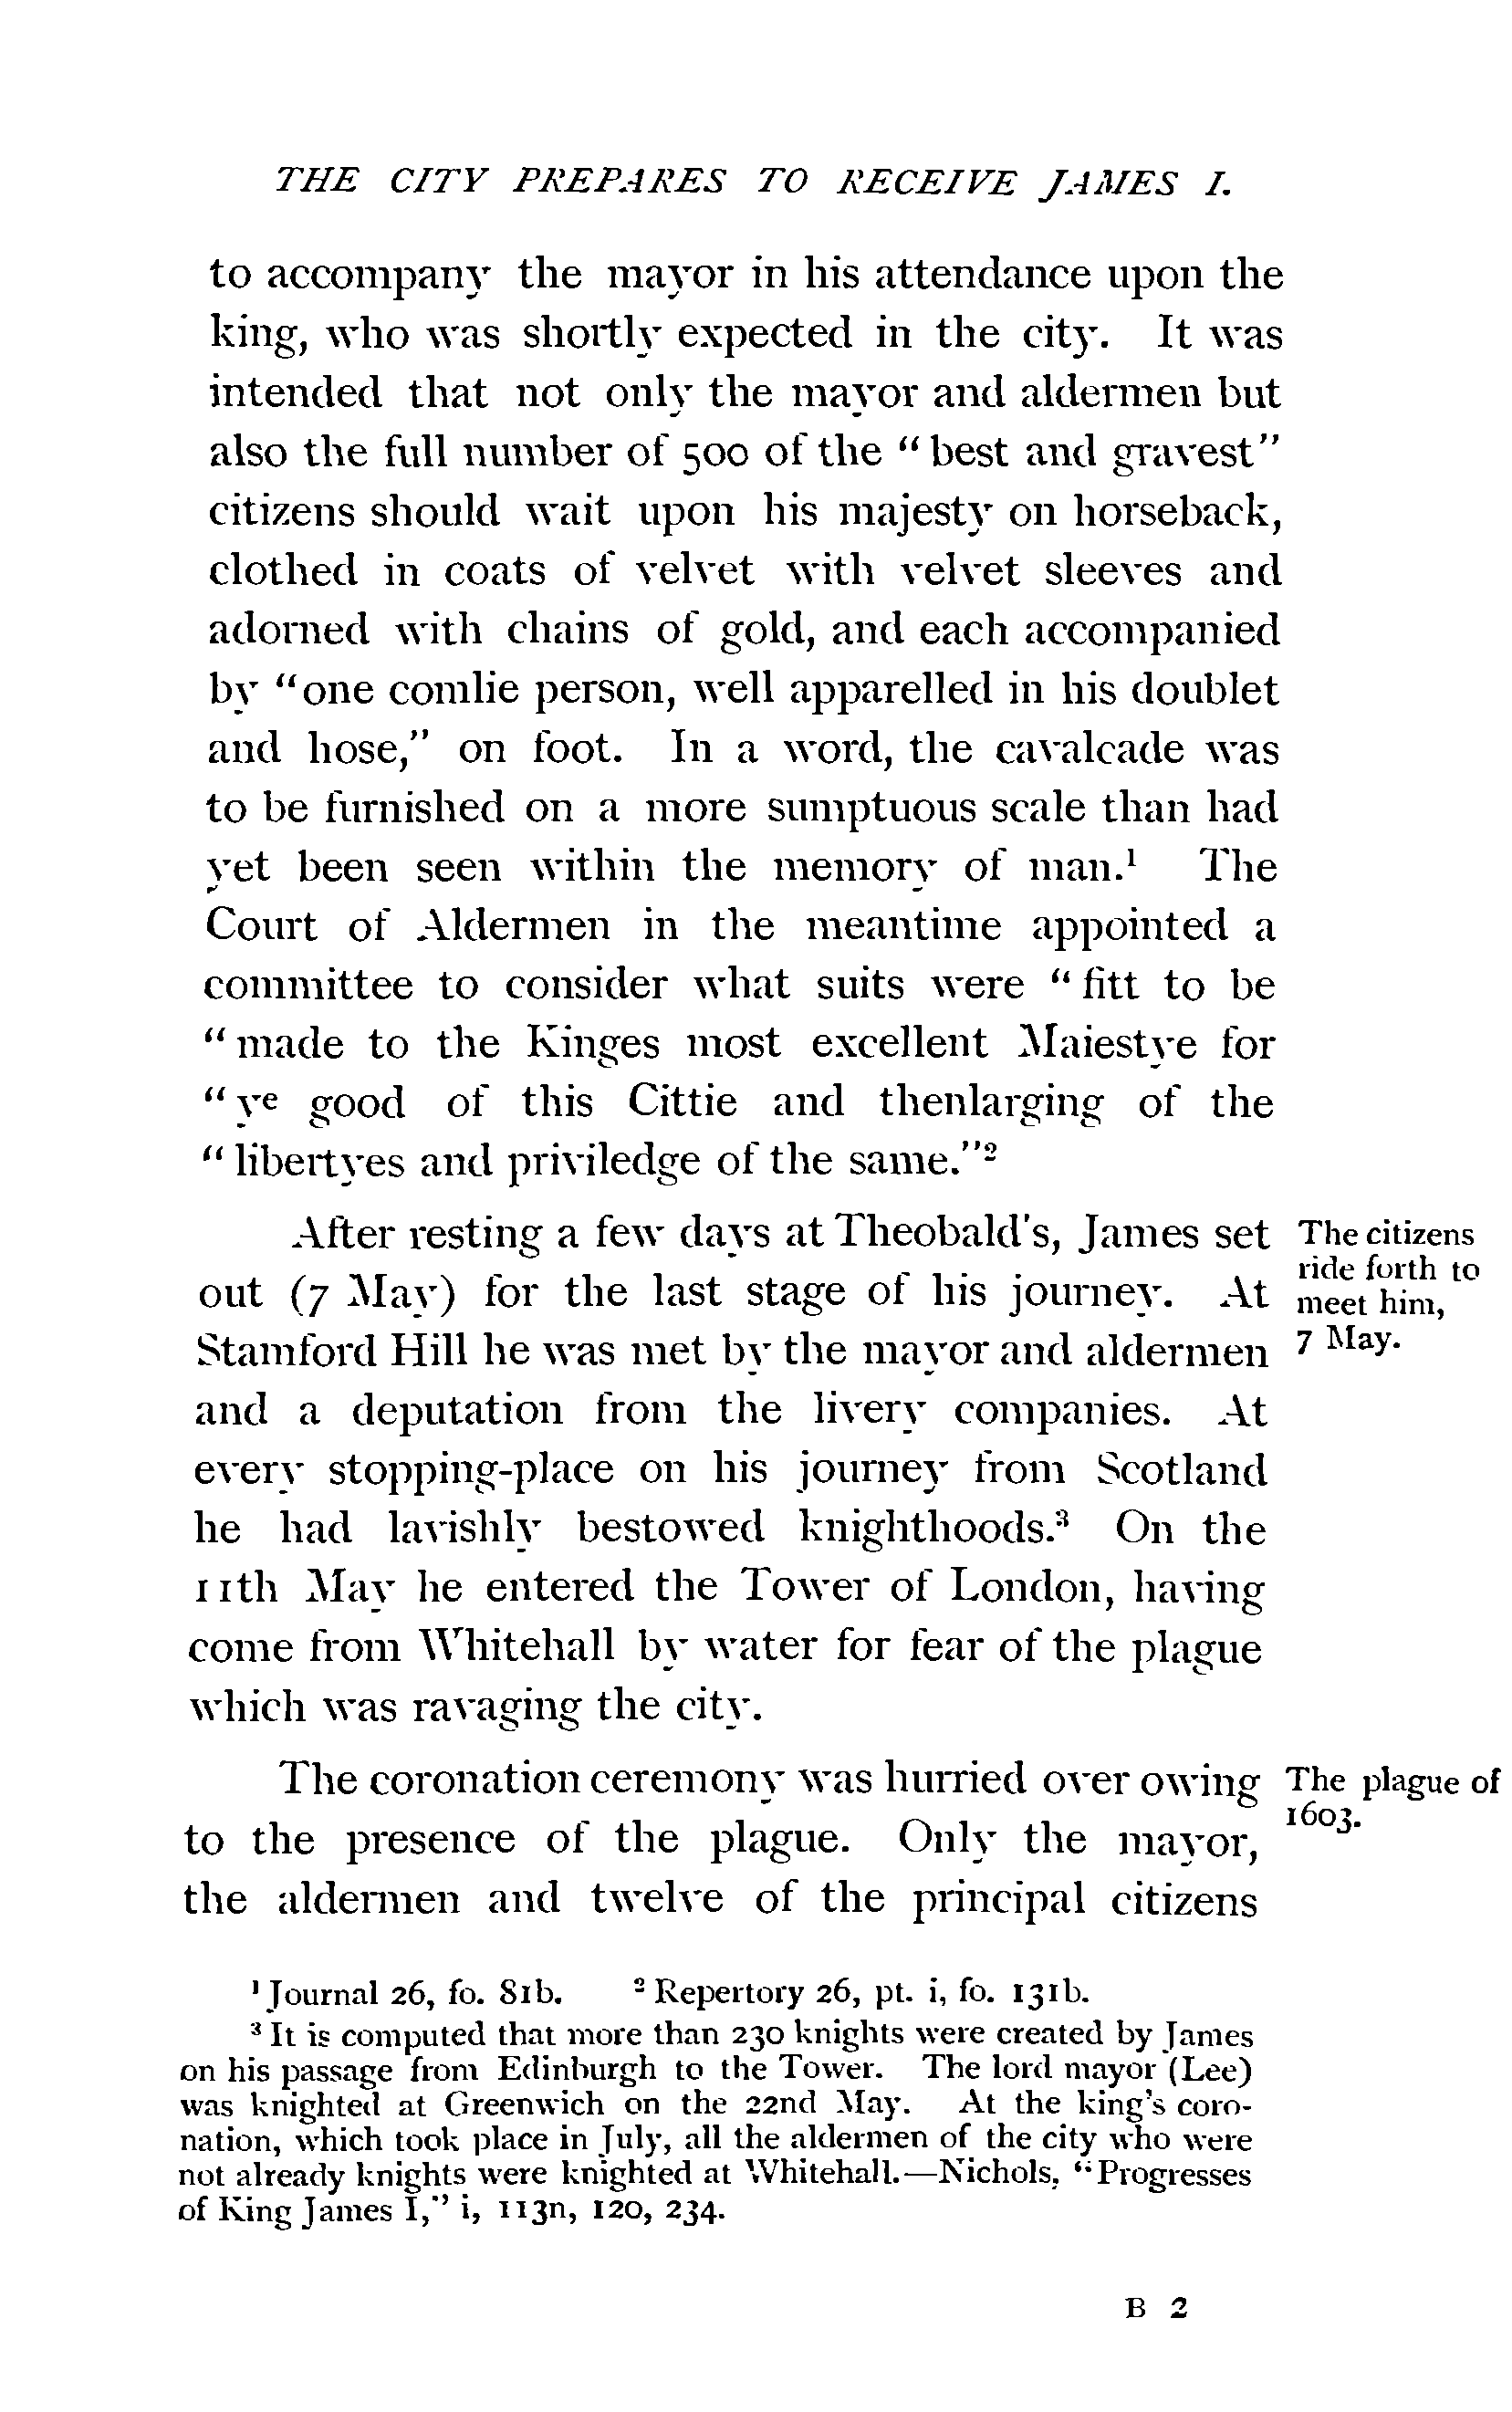 THE CITY PREPARES TO RECEIVE JAMES I.
to accompany the mayor in his attendance upon the
king, who was shortly expected in the city. It was
intended that not only the mayor and aldermen but
also the full number of 500 of the “ best and gravest”
citizens should wait upon his majesty on horseback,
clothed in coats of velvet with velvet sleeves and
adorned with chains of gold, and each accompanied
by “one comlie person, well apparelled in his doublet
and hose,” on foot. In a word, the cavalcade was
to be furnished on a more sumptuous scale than had
yet been seen within the memory of man.¹ The
Court of Aldermen in the meantime appointed a
committee to consider what suits were “ fitt to be
“ made to the Kinges most excellent Maiestye for
“ yᵉ good of this Cittie and thenlarging of the
“ libertyes and priviledge of the same.”²
After resting a few days at Theobald's, James set
out (7 May) for the last stage of his journey. At
Stamford Hill he was met by the mayor and aldermen
and a deputation from the livery companies. At
every stopping-place on his journey from Scotland
he had lavishly bestowed knighthoods.³ On the
11th May he entered the Tower of London, having
come from Whitehall by water for fear of the plague
which was ravaging the city.
The citizens
ride forth to
meet him,
7 May.
The coronation ceremony was hurried over owing
to the presence of the plague. Only the mayor,
the aldermen and twelve of the principal citizens
The plague of
1603.
¹ Journal 26, fo. 81b. ² Repertory 26, pt. i, fo. 131b.
³ It is computed that more than 230 knights were created by James
on his passage from Edinburgh to the Tower. The lord mayor (Lee)
was knighted at Greenwich on the 22nd May. At the king's coro-
nation, which took place in July, all the aldermen of the city who were
not already knights were knighted at Whitehall.—Nichols, “Progresses
of King James I,” i, 113n, 120, 234.
B 2